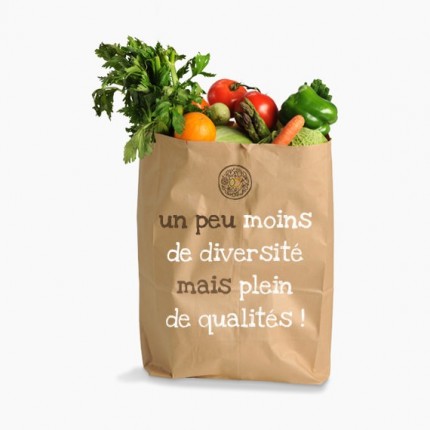 un peu moins
de diversité
mais plein
de qualités !